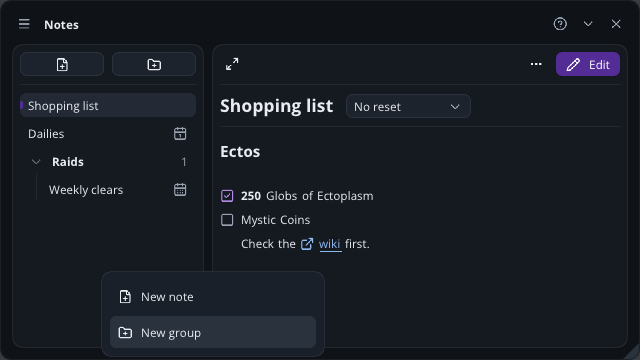 Notes
Edit
Shopping list
Dailies
Raids 1
Weekly clears
Shopping list No reset
Ectos
250 Globs of Ectoplasm
Mystic Coins
Check the wiki first.
New note
New group